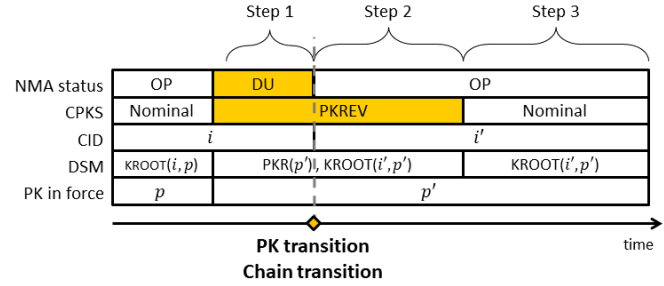 Step 1 Step 2 Step 3
NMA status OP DU OP
CPKS Nominal PKREV Nominal
CID i i′
DSM KROOT(i, p) PKR(p′), KROOT(i′, p′) KROOT(i′, p′)
PK in force p p′
time
PK transition
Chain transition